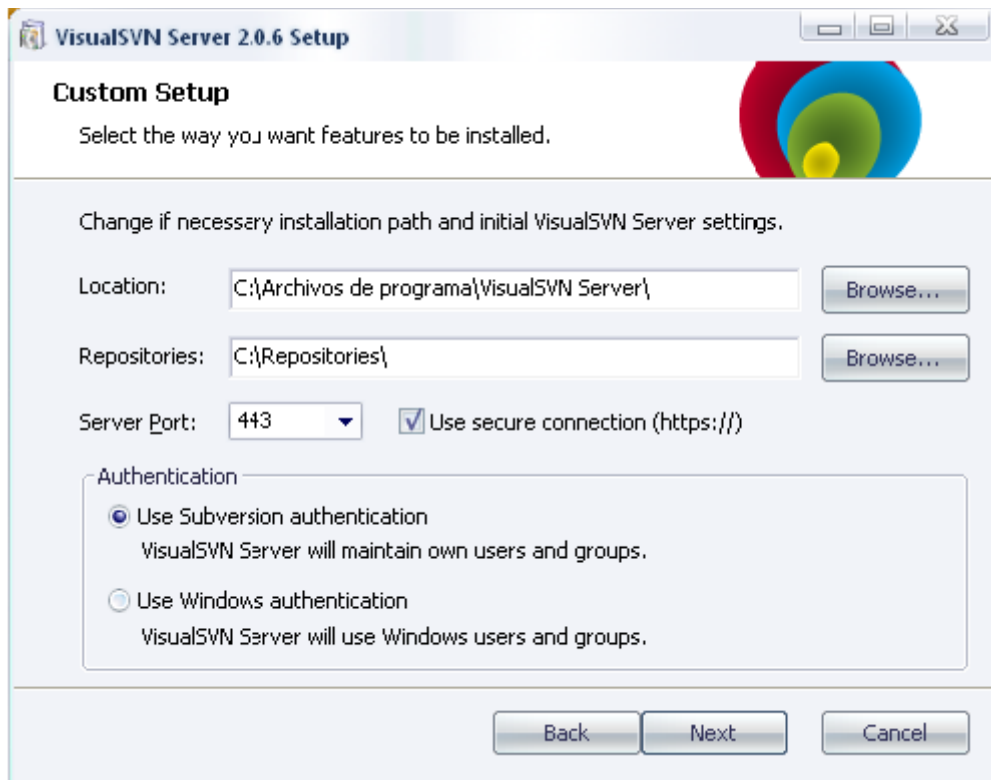 VisualSVN Server 2.0.6 Setup
Custom Setup
Select the way you want features to be installed.
Change if necessary installation path and initial VisualSVN Server settings.
Location: C:\Archivos de programa\VisualSVN Server\ Browse...
Repositories: C:\Repositories\ Browse...
Server Port: 443 Use secure connection (https://)
Authentication
Use Subversion authentication
VisualSVN Server will maintain own users and groups.
Use Windows authentication
VisualSVN Server will use Windows users and groups.
Back Next Cancel